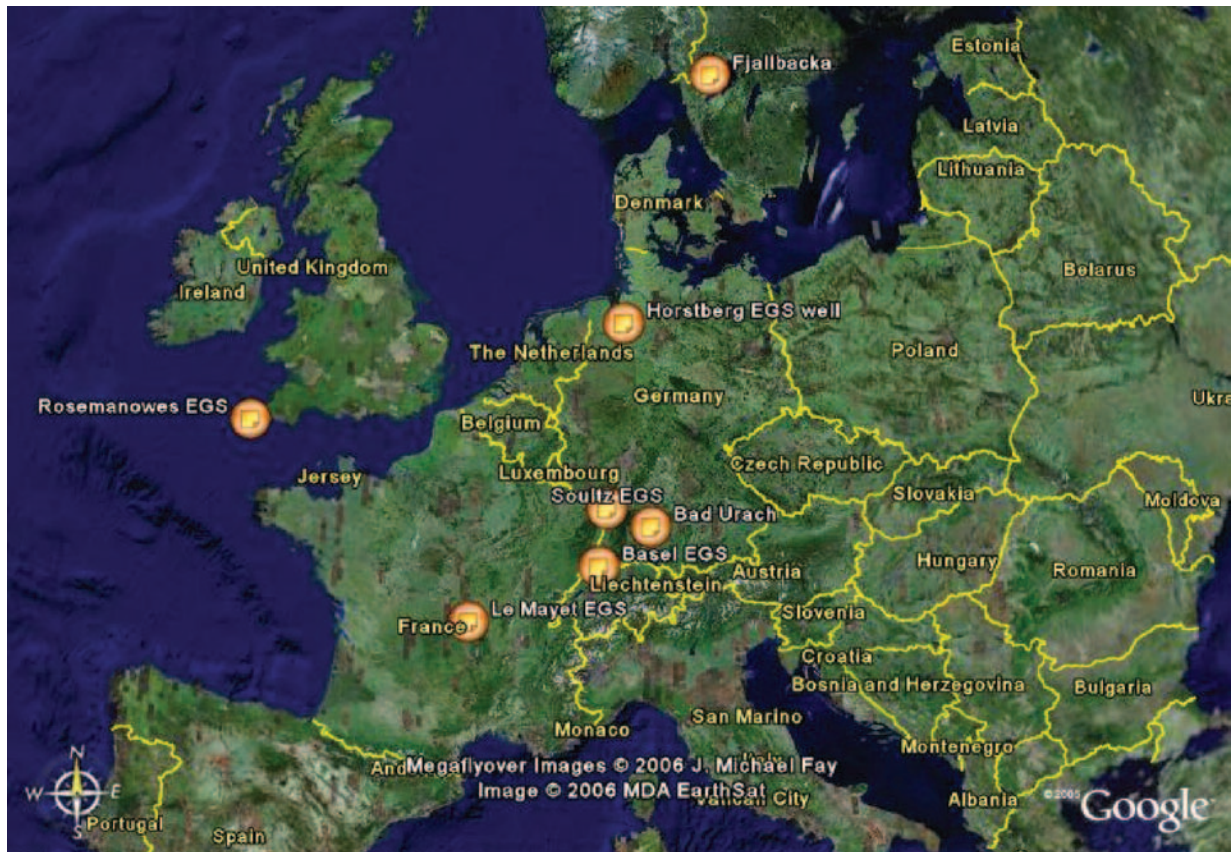 Fjallbacka
Estonia
Latvia
Lithuania
Denmark
United Kingdom
Ireland
Belarus
Horstberg EGS well
The Netherlands
Poland
Germany
Rosemanowes EGS
Ukra
Belgium
Czech Republic
Luxembourg
Jersey
Slovakia
Soultz EGS
Moldova
Bad Urach
Basel EGS
Hungary
Austria
Romania
Liechtenstein
Le Mayet EGS
Slovenia
France
Croatia
Bosnia and Herzegovina
Bulgaria
San Marino
Monaco
Montenegro
N
W E
S
Megaflyover Images © 2006 J. Michael Fay
Image © 2006 MDA EarthSat
Vatican City
Albania
©2005 Google
Portugal
Spain